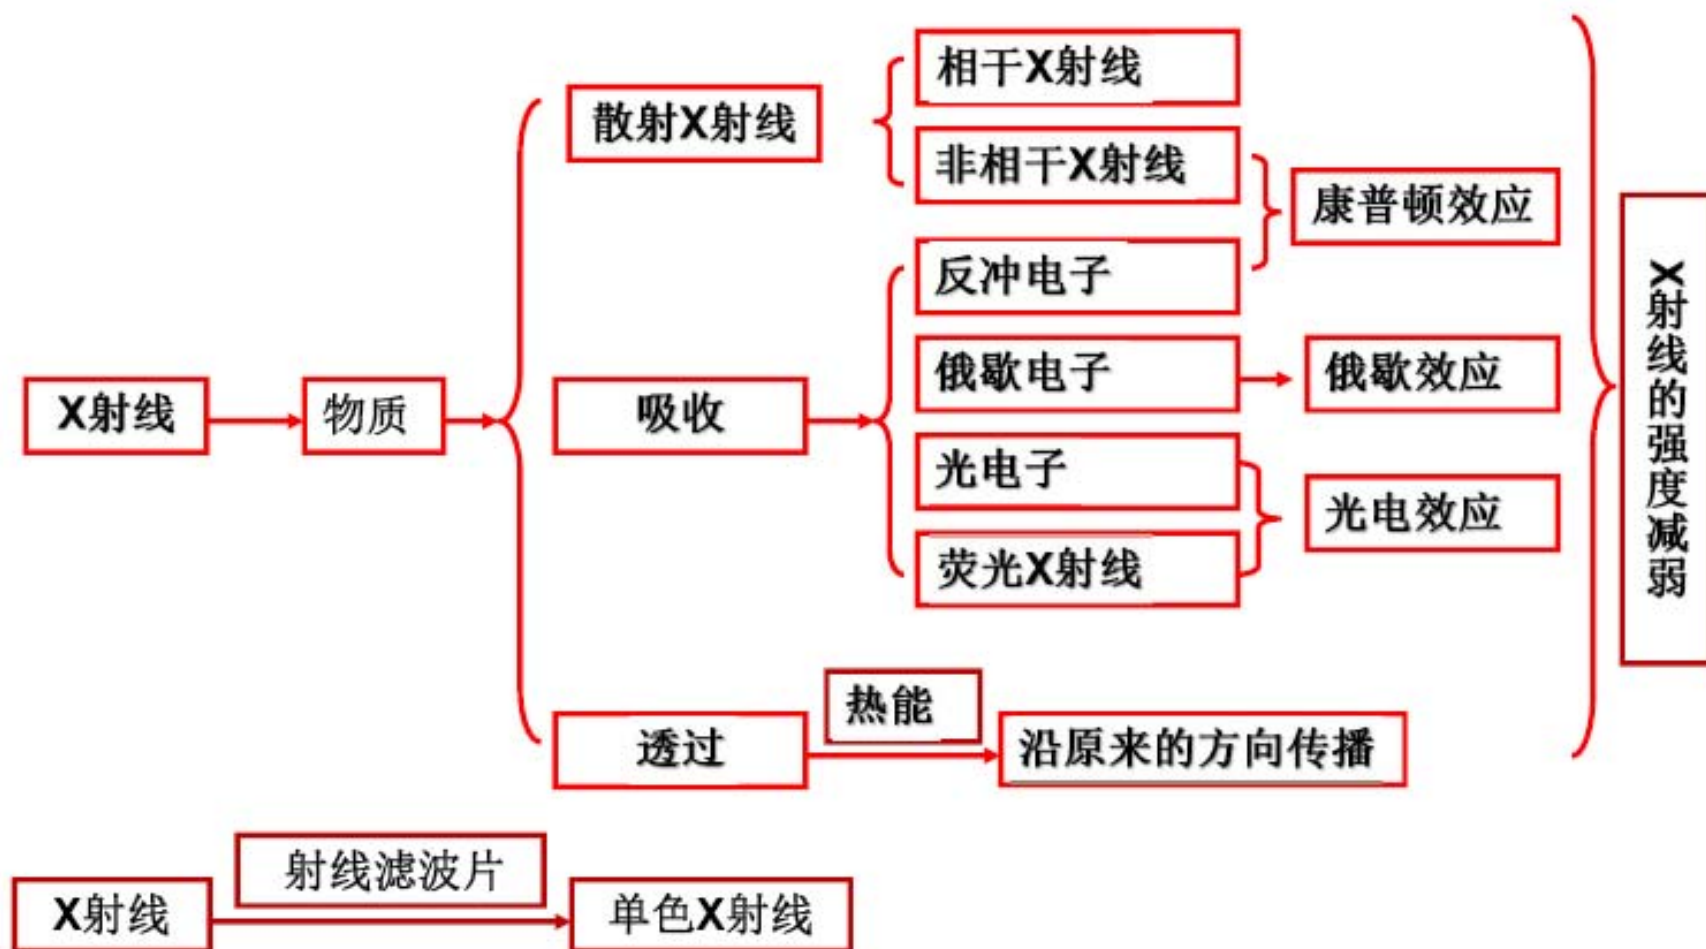 相干X射线
散射X射线
非相干X射线
康普顿效应
反冲电子
俄歇电子
俄歇效应
X射线
物质
吸收
光电子
光电效应
荧光X射线
X射线的强度减弱
热能
透过
沿原来的方向传播
射线滤波片
X射线
单色X射线